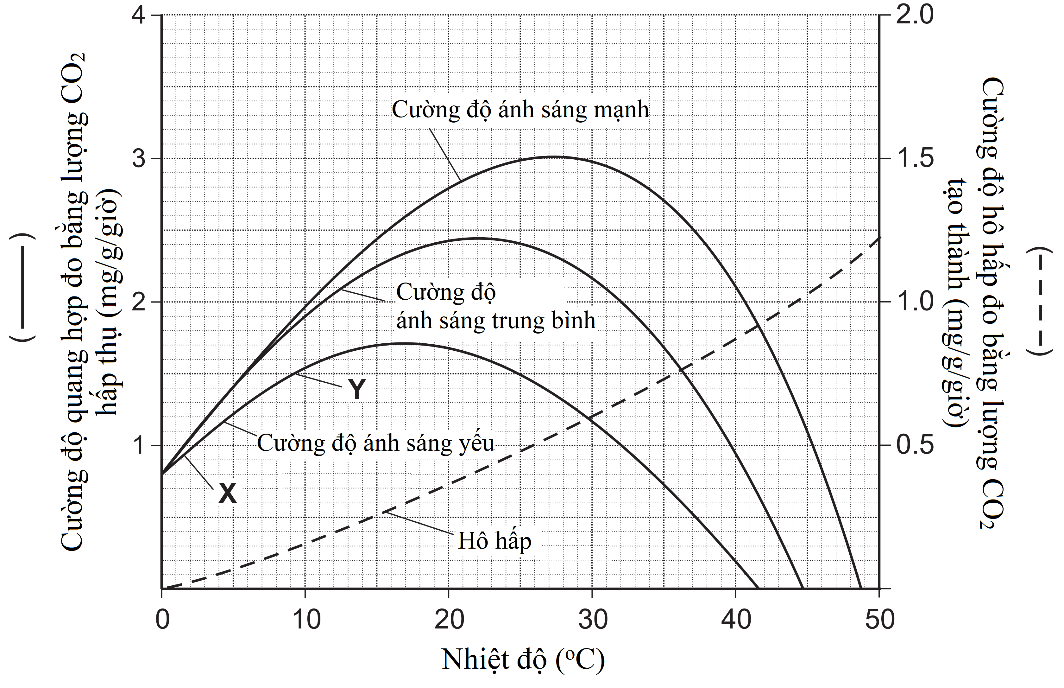 Cường độ quang hợp đo bằng lượng CO2
hấp thụ (mg/g/giờ)
4
3
2
1
Cường độ ánh sáng mạnh
Cường độ
ánh sáng trung bình
Y
Cường độ ánh sáng yếu
X
Hô hấp
2.0
1.5
1.0
0.5
Cường độ hô hấp đo bằng lượng CO2
tạo thành (mg/g/giờ)
0 10 20 30 40 50
Nhiệt độ (oC)